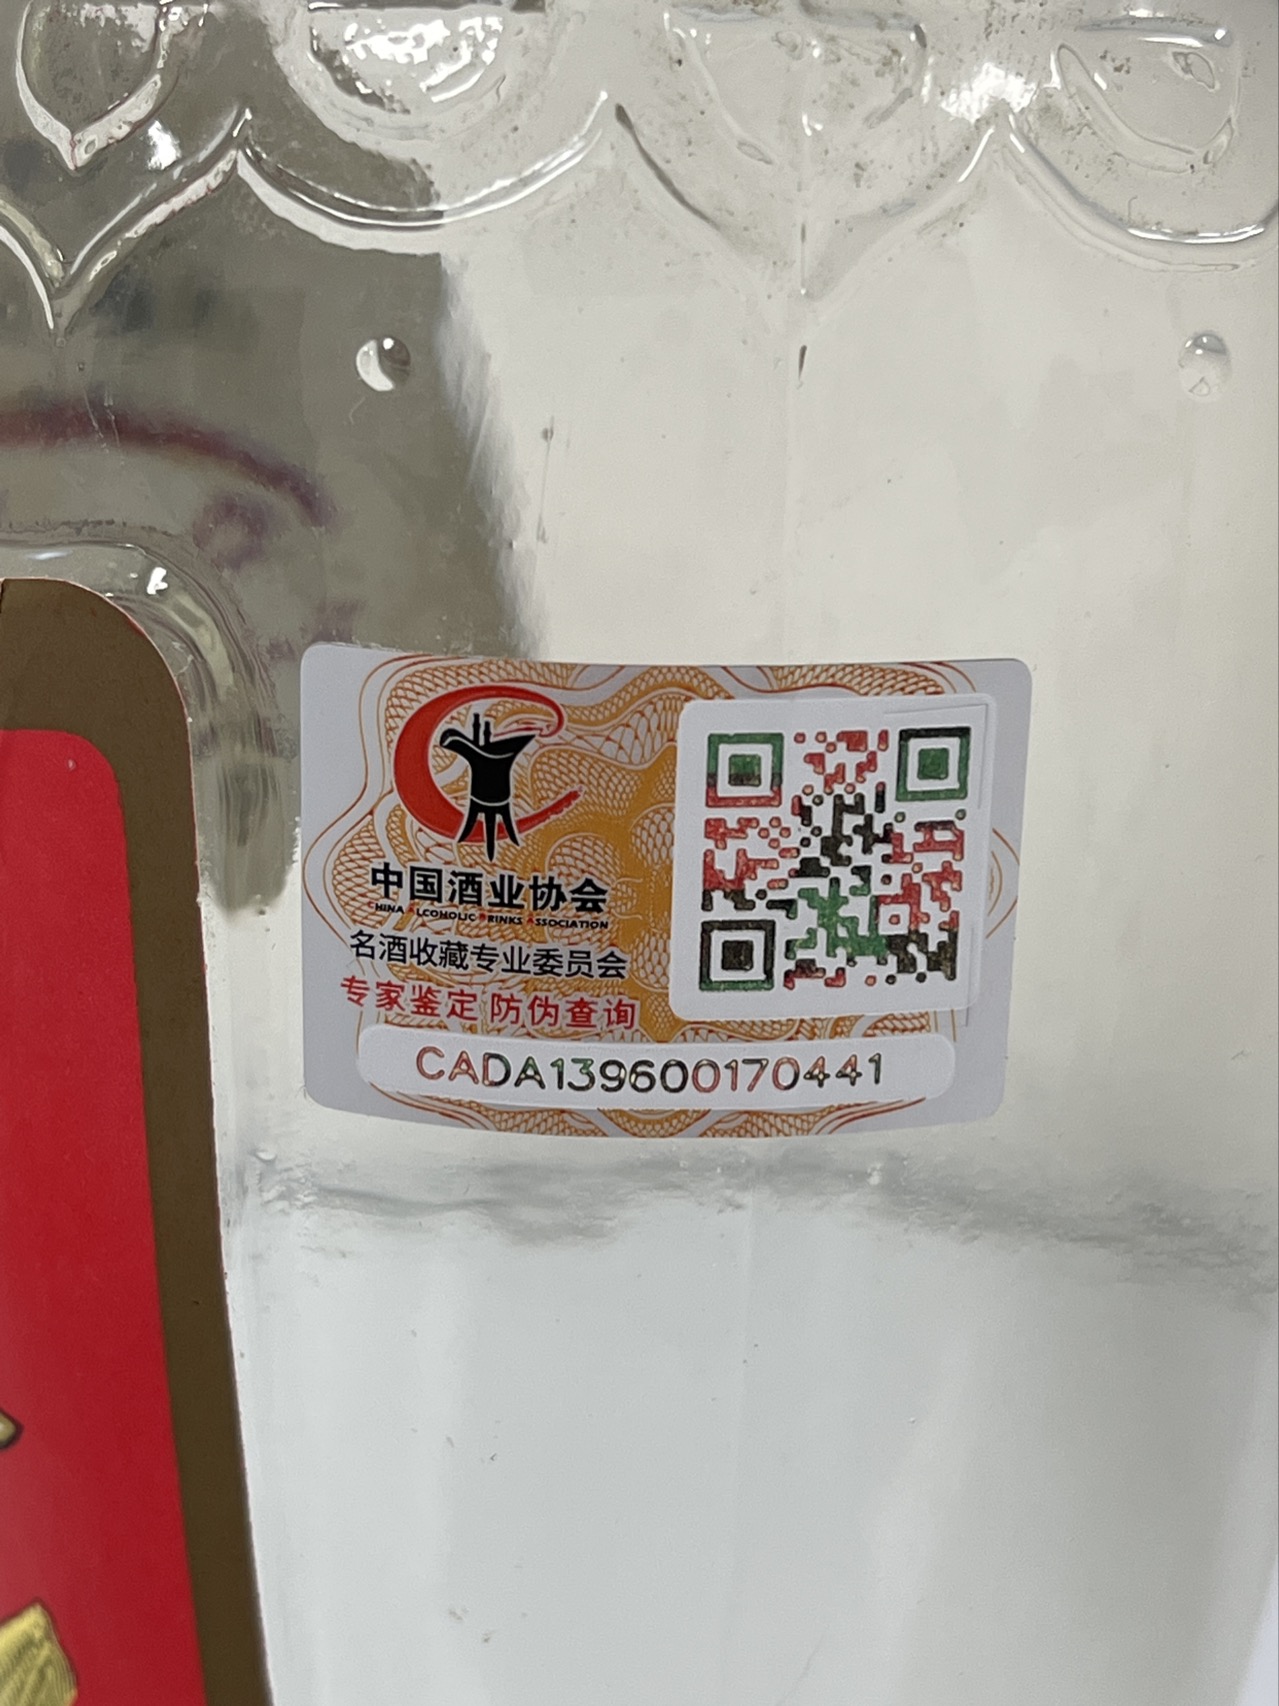 中国酒业协会
CHINA ALCOHOLIC DRINKS ASSOCIATION
名酒收藏专业委员会
专家鉴定 防伪查询
CADA139600170441